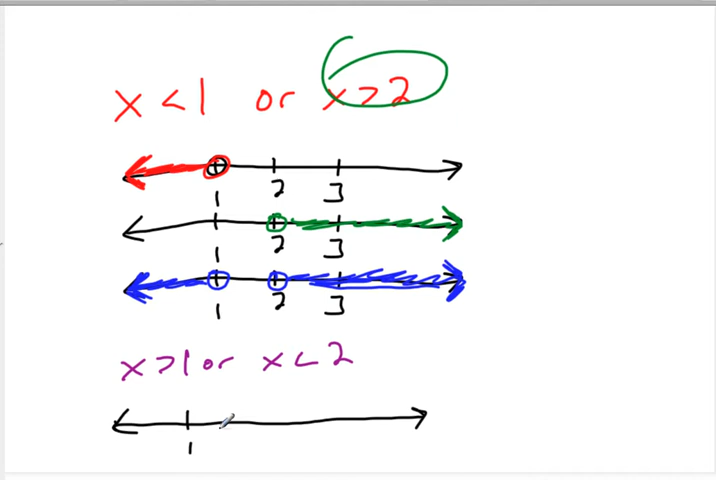 x < 1 or x > 2
1 2 3
1 2 3
1 2 3
x > 1 or x < 2
1